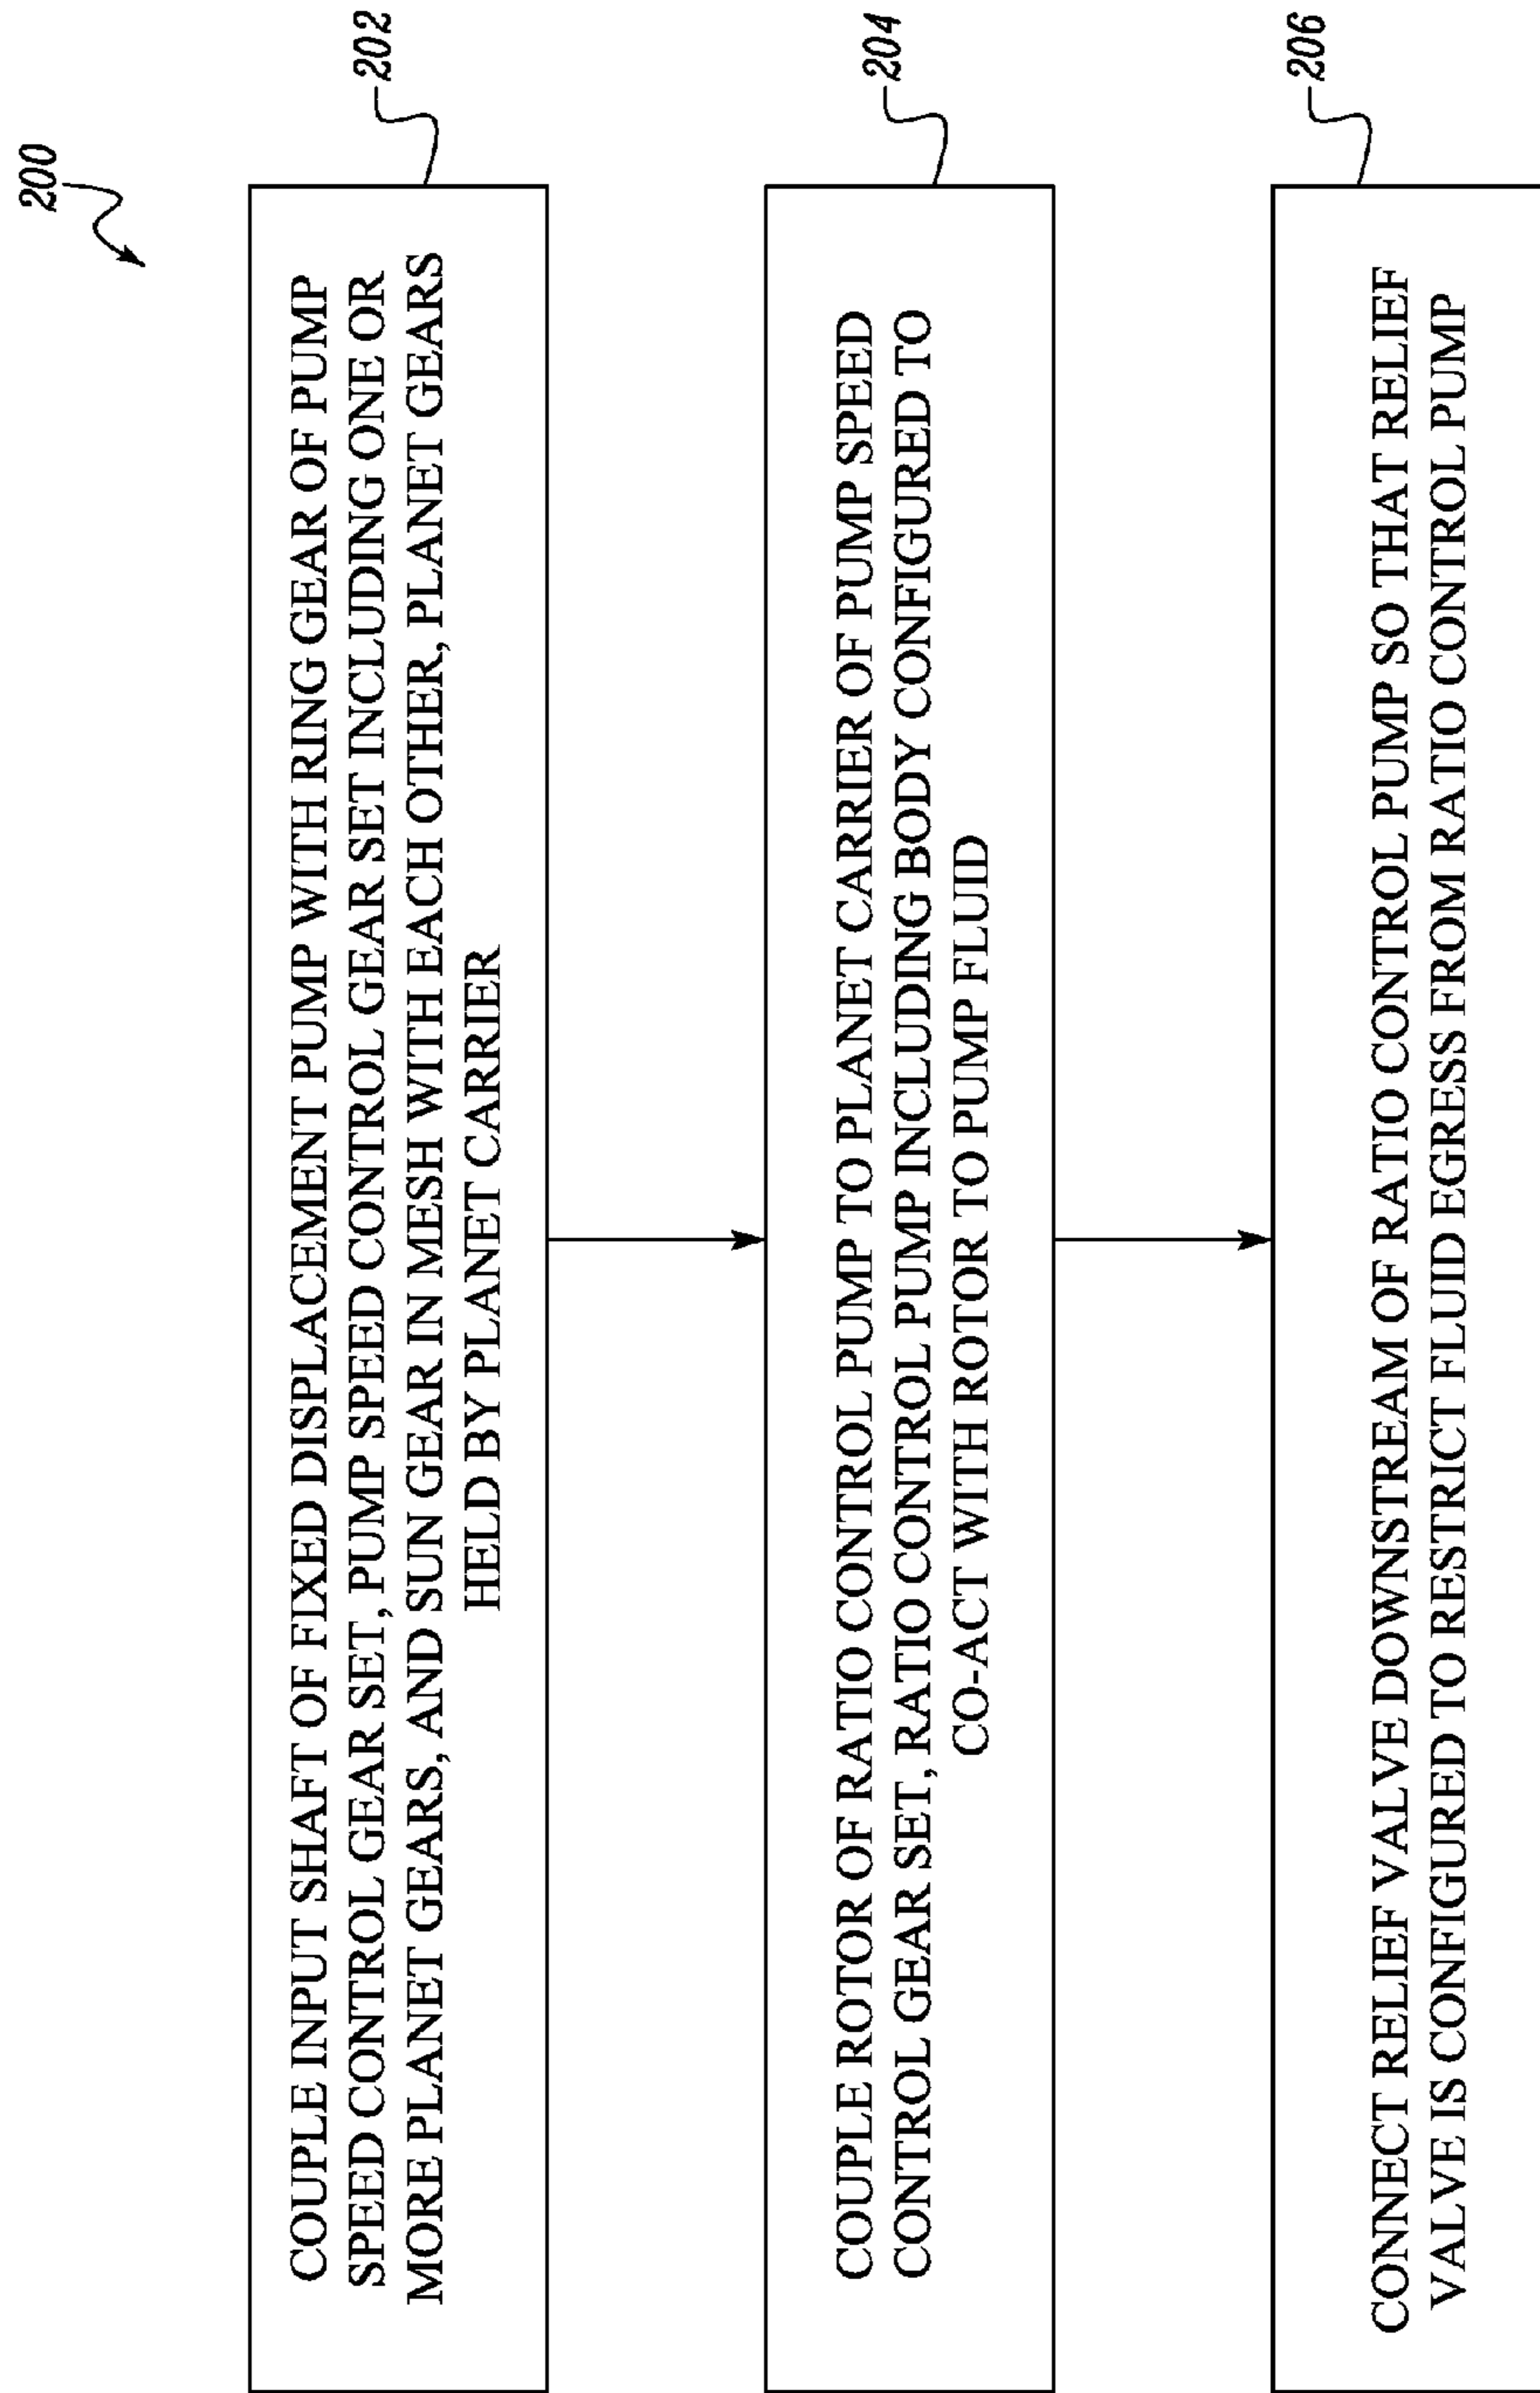 200
COUPLE INPUT SHAFT OF FIXED DISPLACEMENT PUMP WITH RING GEAR OF PUMP
SPEED CONTROL GEAR SET, PUMP SPEED CONTROL GEAR SET INCLUDING ONE OR
MORE PLANET GEARS, AND SUN GEAR IN MESH WITH EACH OTHER, PLANET GEARS
HELD BY PLANET CARRIER
202
COUPLE ROTOR OF RATIO CONTROL PUMP TO PLANET CARRIER OF PUMP SPEED
CONTROL GEAR SET, RATIO CONTROL PUMP INCLUDING BODY CONFIGURED TO
CO-ACT WITH ROTOR TO PUMP FLUID
204
CONNECT RELIEF VALVE DOWNSTREAM OF RATIO CONTROL PUMP SO THAT RELIEF
VALVE IS CONFIGURED TO RESTRICT FLUID EGRESS FROM RATIO CONTROL PUMP
206